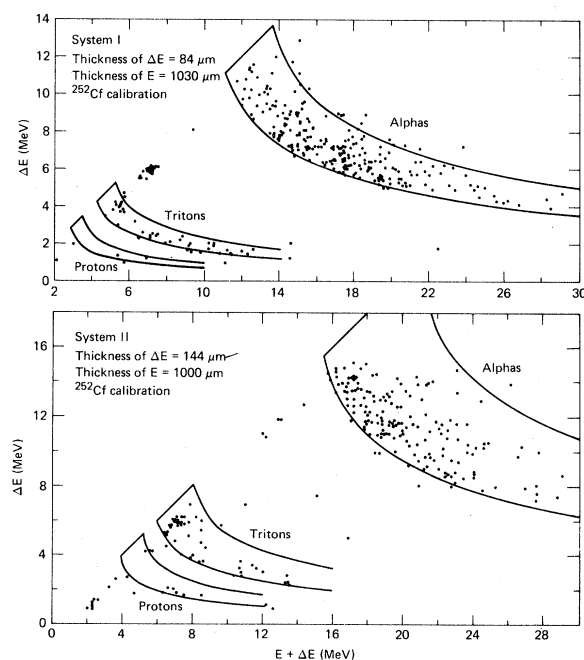 System I
Thickness of ΔE = 84 μm
Thickness of E = 1030 μm
²⁵²Cf calibration
Alphas
Tritons
Protons
ΔE (MeV)
14
12
10
8
6
4
2
0
2 6 10 14 18 22 26 30
System II
Thickness of ΔE = 144 μm
Thickness of E = 1000 μm
²⁵²Cf calibration
Alphas
Tritons
Protons
ΔE (MeV)
16
12
8
4
0
0 4 8 12 16 20 24 28
E + ΔE (MeV)